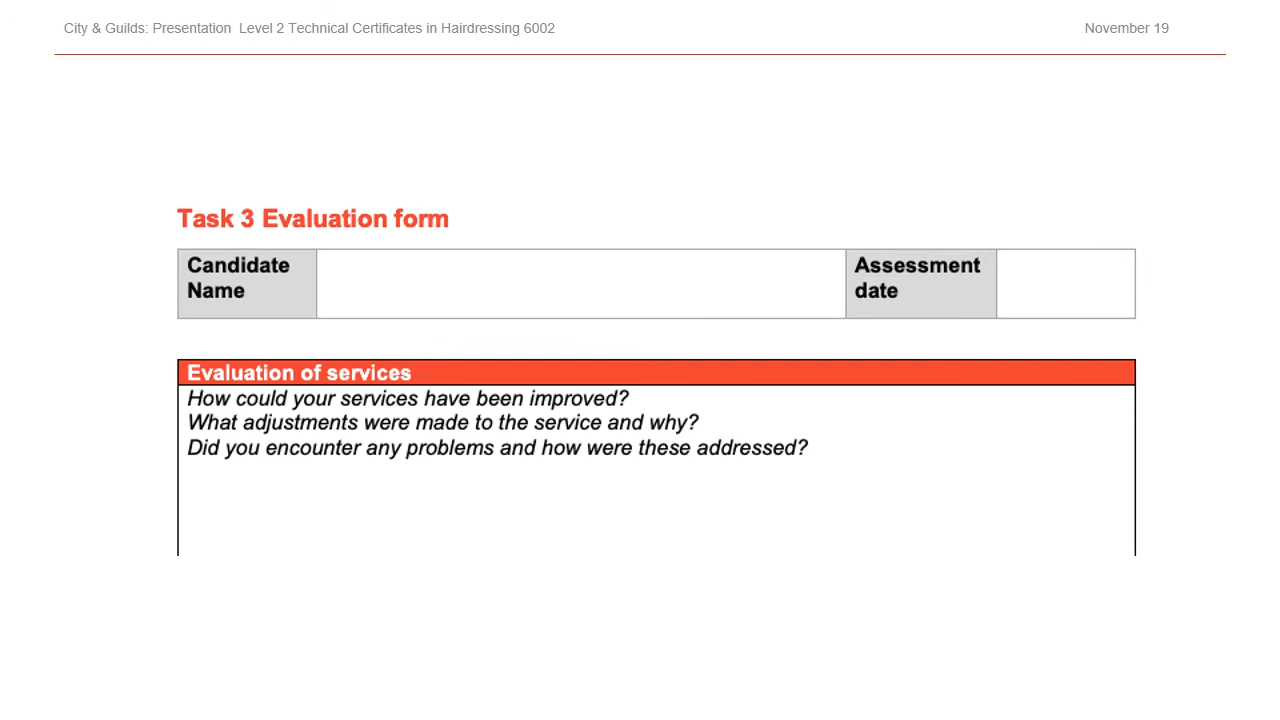 City & Guilds: Presentation  Level 2 Technical Certificates in Hairdressing 6002
November 19
Task 3 Evaluation form
Candidate
Name
Assessment
date
Evaluation of services
How could your services have been improved?
What adjustments were made to the service and why?
Did you encounter any problems and how were these addressed?